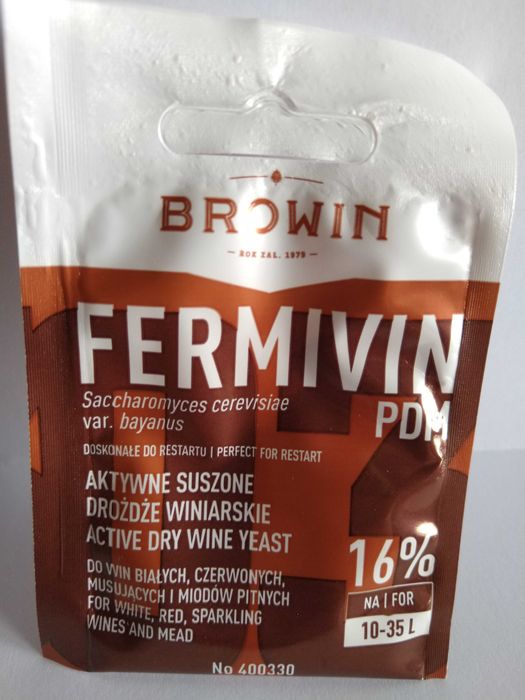 BROWIN
ROK ZAŁ. 1979
FERMIVIN
PDM
Saccharomyces cerevisiae
var. bayanus
DOSKONAŁE DO RESTARTU | PERFECT FOR RESTART
AKTYWNE SUSZONE
DROŻDŻE WINIARSKIE
ACTIVE DRY WINE YEAST
DO WIN BIAŁYCH, CZERWONYCH,
MUSUJĄCYCH I MIODÓW PITNYCH
FOR WHITE, RED, SPARKLING
WINES AND MEAD
16%
NA | FOR
10-35 L
No 400330